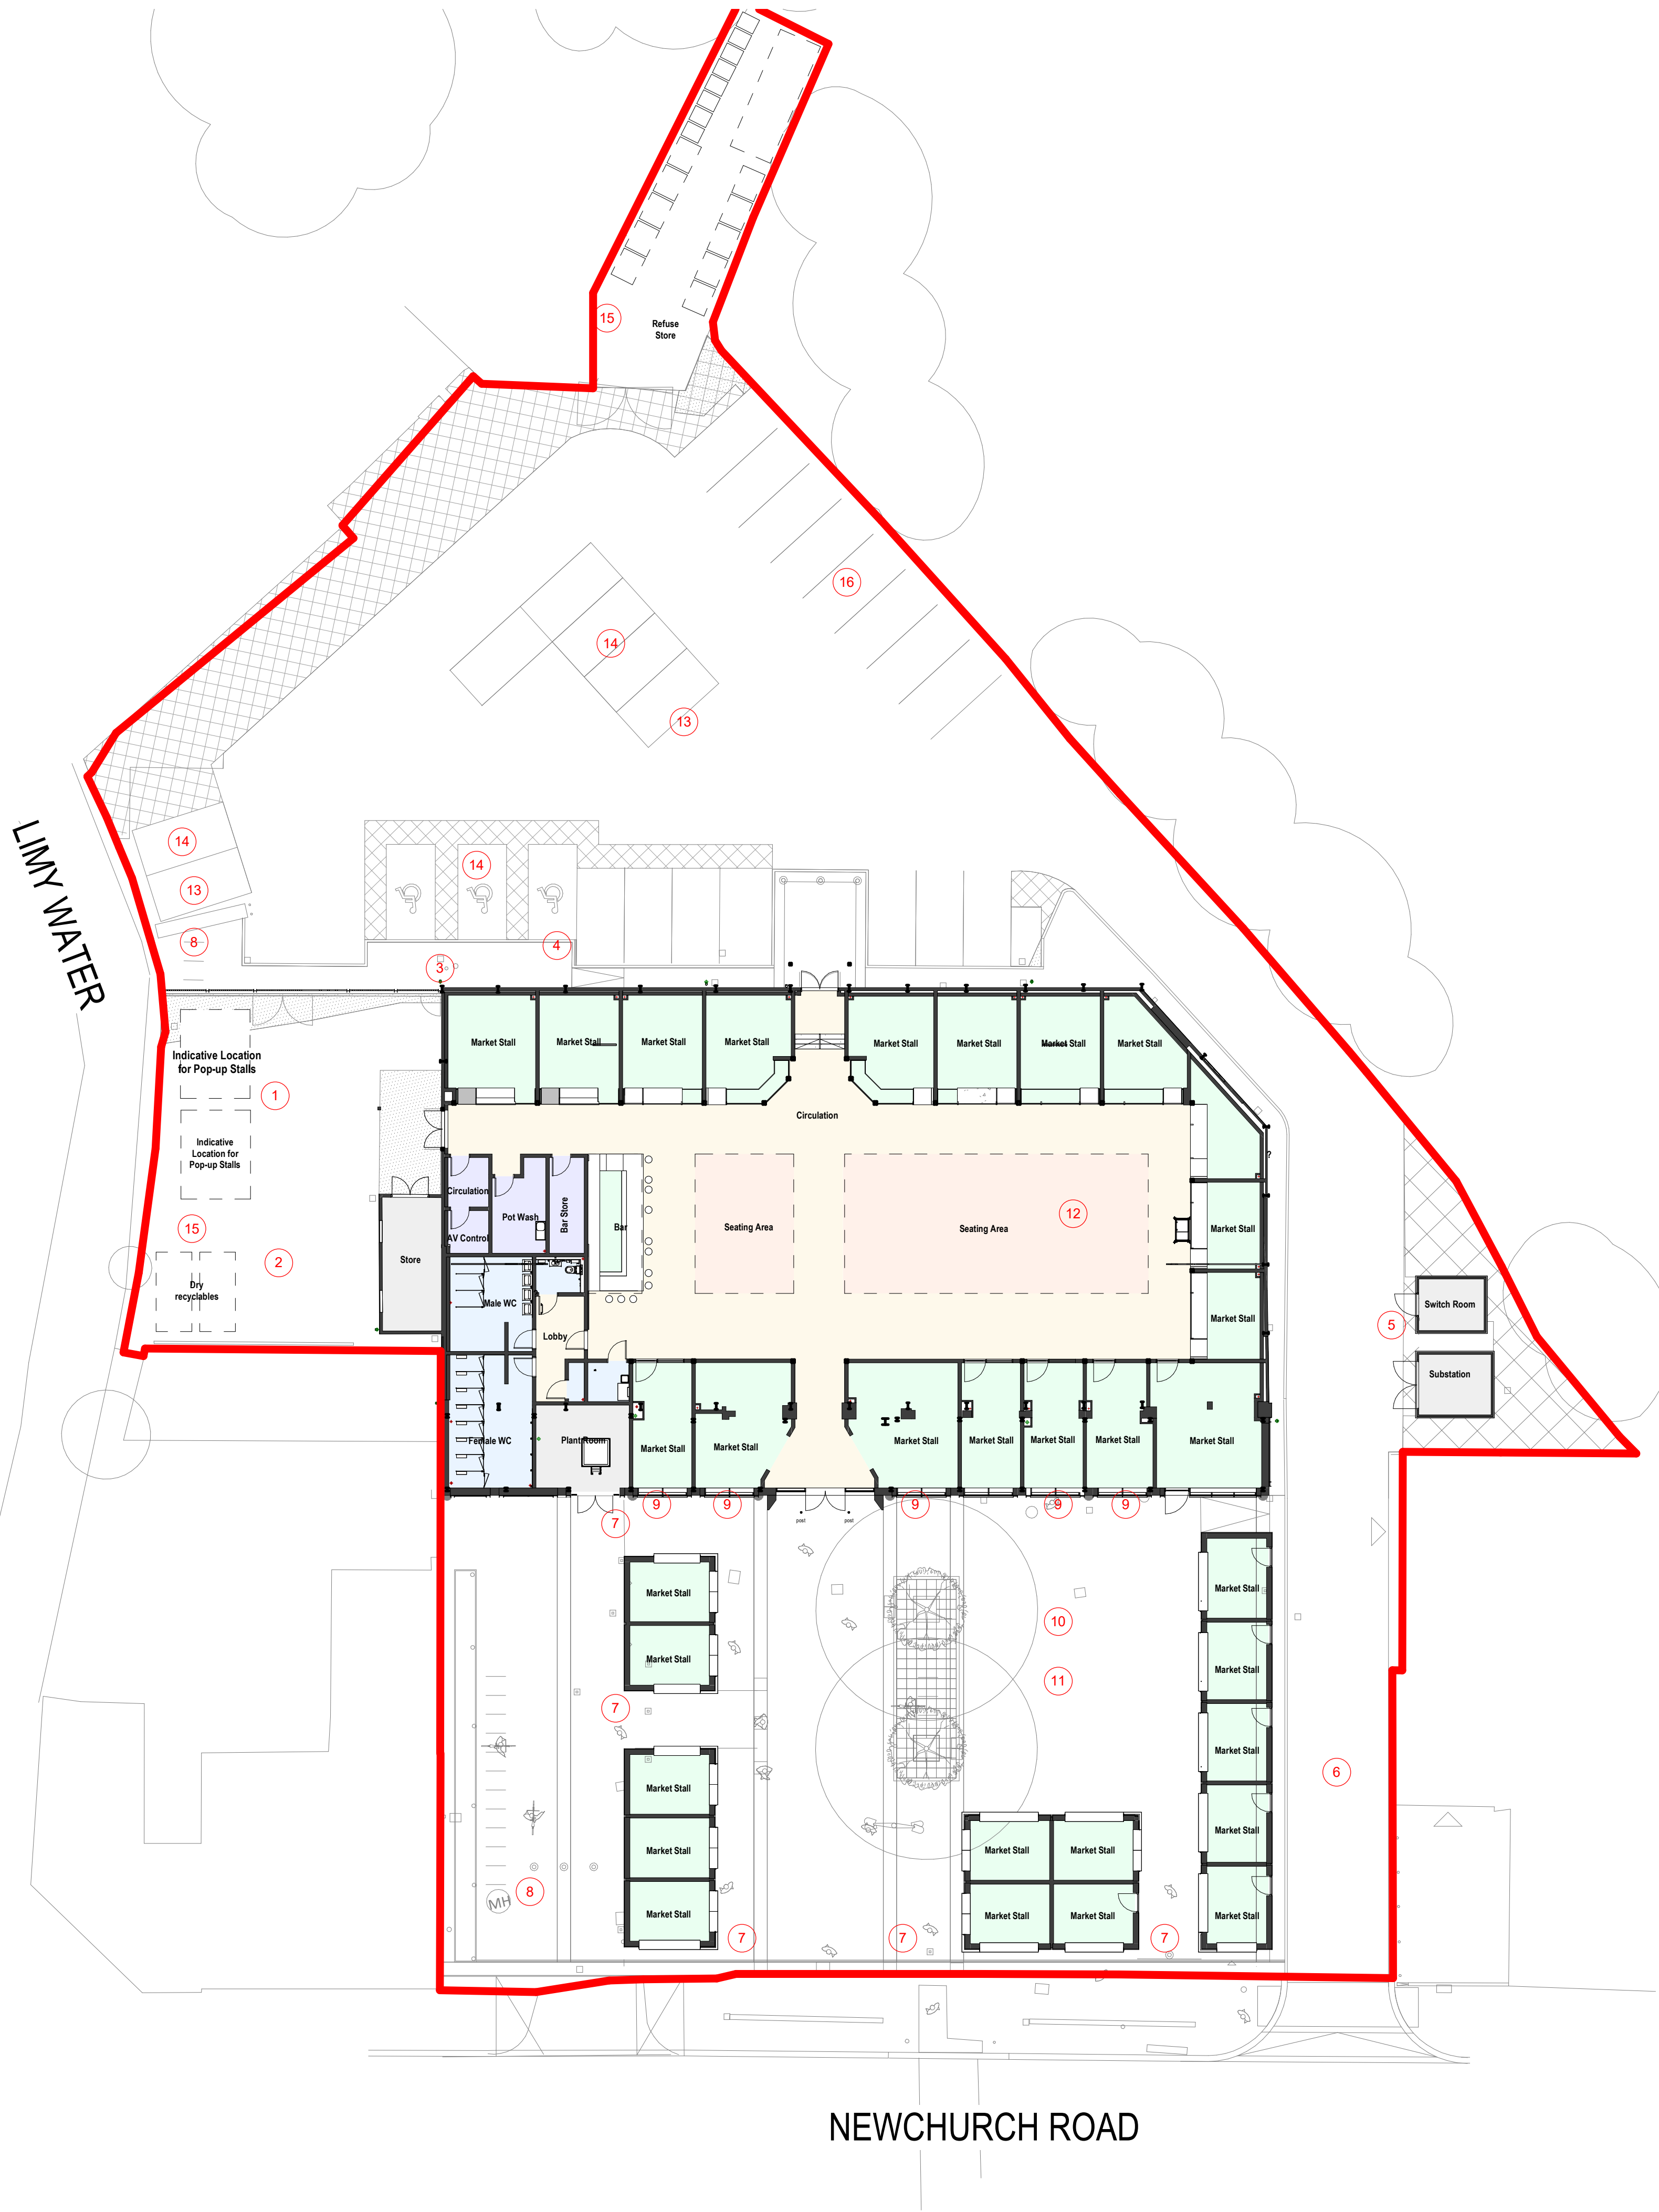 15
Refuse
Store
16
14
13
14
13
8
14
4
3
LIMY WATER
Market Stall
Market Stall
Market Stall
Market Stall
Market Stall
Market Stall
Market Stall
Market Stall
Indicative Location
for Pop-up Stalls
1
Circulation
Indicative
Location for
Pop-up Stalls
?
Circulation
Pot Wash
Bar Store
AV Control
Bar
Seating Area
Seating Area
12
Market Stall
15
2
Store
Dry
recyclables
Male WC
Lobby
Market Stall
Switch Room
5
Substation
Female WC
Plant Room
Market Stall
Market Stall
Market Stall
Market Stall
Market Stall
Market Stall
Market Stall
9
9
9
9
9
7
post
post
Market Stall
Market Stall
Market Stall
Market Stall
10
11
7
Market Stall
6
Market Stall
Market Stall
Market Stall
Market Stall
Market Stall
Market Stall
8
MH
Market Stall
Market Stall
Market Stall
Market Stall
7
7
7
NEWCHURCH ROAD